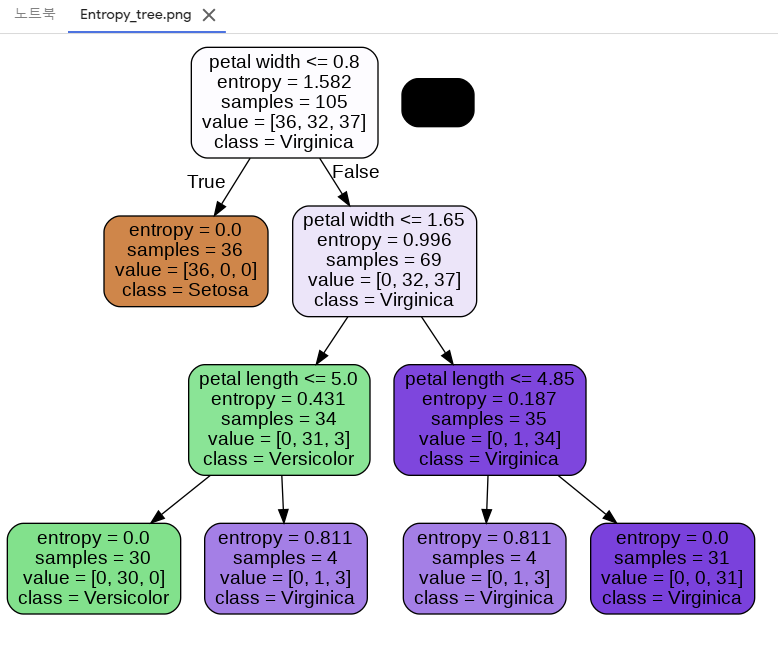 노트북
Entropy_tree.png
petal width <= 0.8
entropy = 1.582
samples = 105
value = [36, 32, 37]
class = Virginica
True
False
entropy = 0.0
samples = 36
value = [36, 0, 0]
class = Setosa
petal width <= 1.65
entropy = 0.996
samples = 69
value = [0, 32, 37]
class = Virginica
petal length <= 5.0
entropy = 0.431
samples = 34
value = [0, 31, 3]
class = Versicolor
petal length <= 4.85
entropy = 0.187
samples = 35
value = [0, 1, 34]
class = Virginica
entropy = 0.0
samples = 30
value = [0, 30, 0]
class = Versicolor
entropy = 0.811
samples = 4
value = [0, 1, 3]
class = Virginica
entropy = 0.811
samples = 4
value = [0, 1, 3]
class = Virginica
entropy = 0.0
samples = 31
value = [0, 0, 31]
class = Virginica